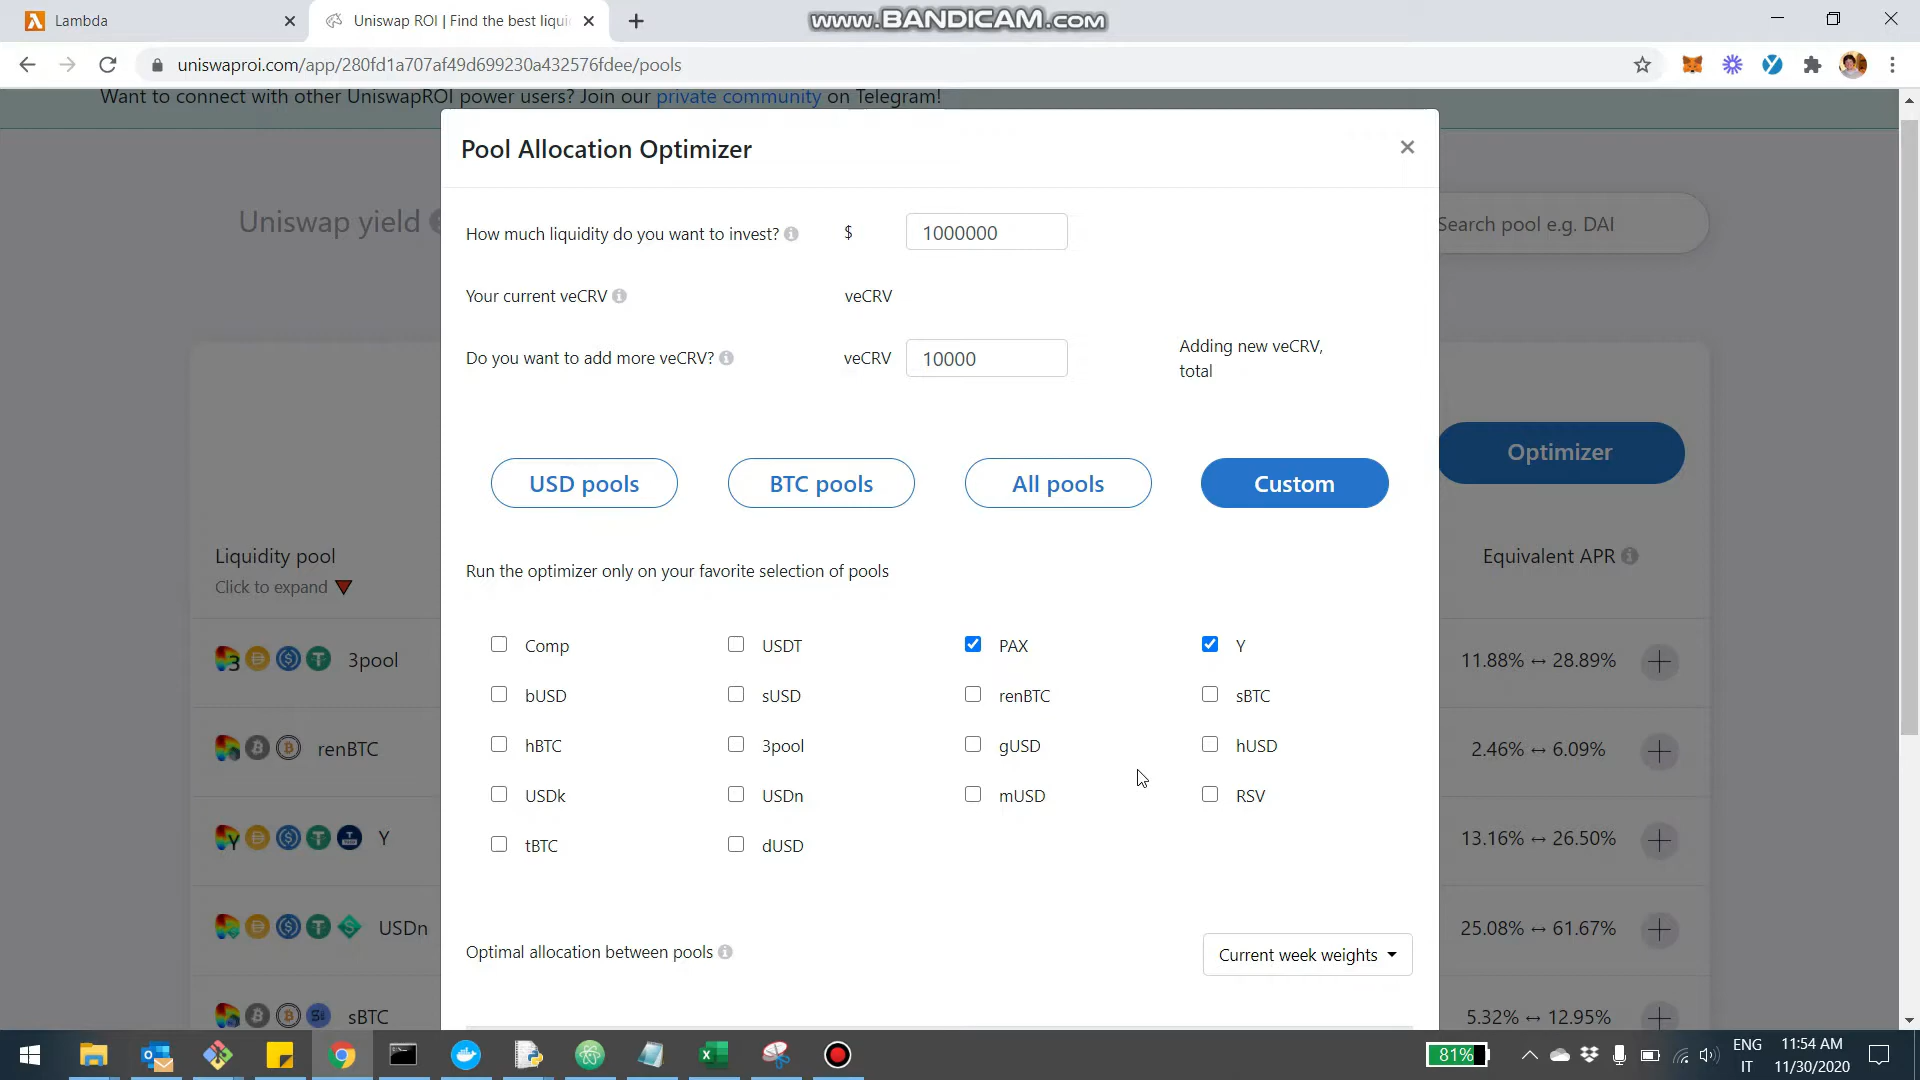 Lambda
Uniswap ROI | Find the best liqui
www.BANDICAM.com
uniswaproi.com/app/280fd1a707af49d699230a432576fdee/pools
Want to connect with other UniswapROI power users? Join our private community on Telegram!
Pool Allocation Optimizer
Uniswap yield
Search pool e.g. DAI
How much liquidity do you want to invest? $ 1000000
Your current veCRV veCRV
Do you want to add more veCRV? veCRV 10000
Adding new veCRV,
total
Optimizer
USD pools BTC pools All pools Custom
Liquidity pool
Click to expand
Equivalent APR
Run the optimizer only on your favorite selection of pools
Comp USDT PAX Y
bUSD sUSD renBTC sBTC
hBTC 3pool gUSD hUSD
USDk USDn mUSD RSV
tBTC dUSD
3pool 11.88% ↔ 28.89%
renBTC 2.46% ↔ 6.09%
Y 13.16% ↔ 26.50%
USDn 25.08% ↔ 61.67%
sBTC 5.32% ↔ 12.95%
Optimal allocation between pools Current week weights
81%
ENG
IT
11:54 AM
11/30/2020